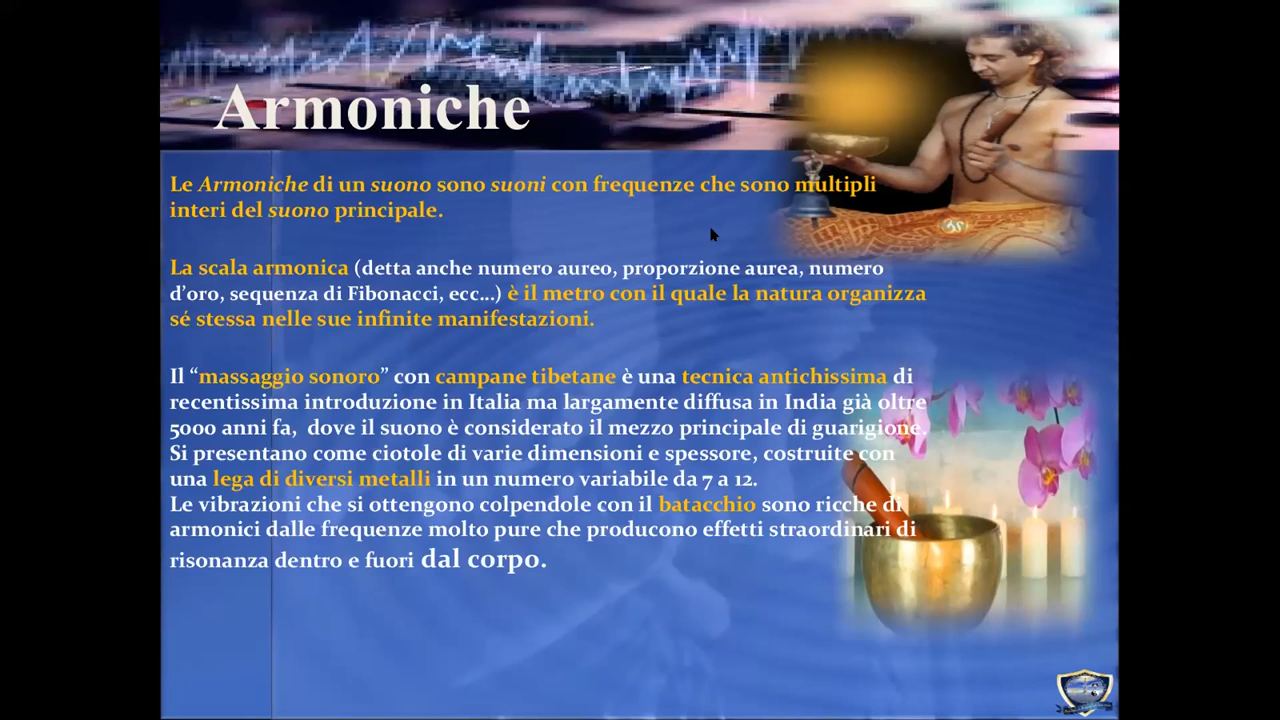 Armoniche
Le Armoniche di un suono sono suoni con frequenze che sono multipli
interi del suono principale.
La scala armonica (detta anche numero aureo, proporzione aurea, numero
d’oro, sequenza di Fibonacci, ecc...) è il metro con il quale la natura organizza
sé stessa nelle sue infinite manifestazioni.
Il “massaggio sonoro” con campane tibetane è una tecnica antichissima di
recentissima introduzione in Italia ma largamente diffusa in India già oltre
5000 anni fa,  dove il suono è considerato il mezzo principale di guarigione.
Si presentano come ciotole di varie dimensioni e spessore, costruite con
una lega di diversi metalli in un numero variabile da 7 a 12.
Le vibrazioni che si ottengono colpendole con il batacchio sono ricche di
armonici dalle frequenze molto pure che producono effetti straordinari di
risonanza dentro e fuori dal corpo.